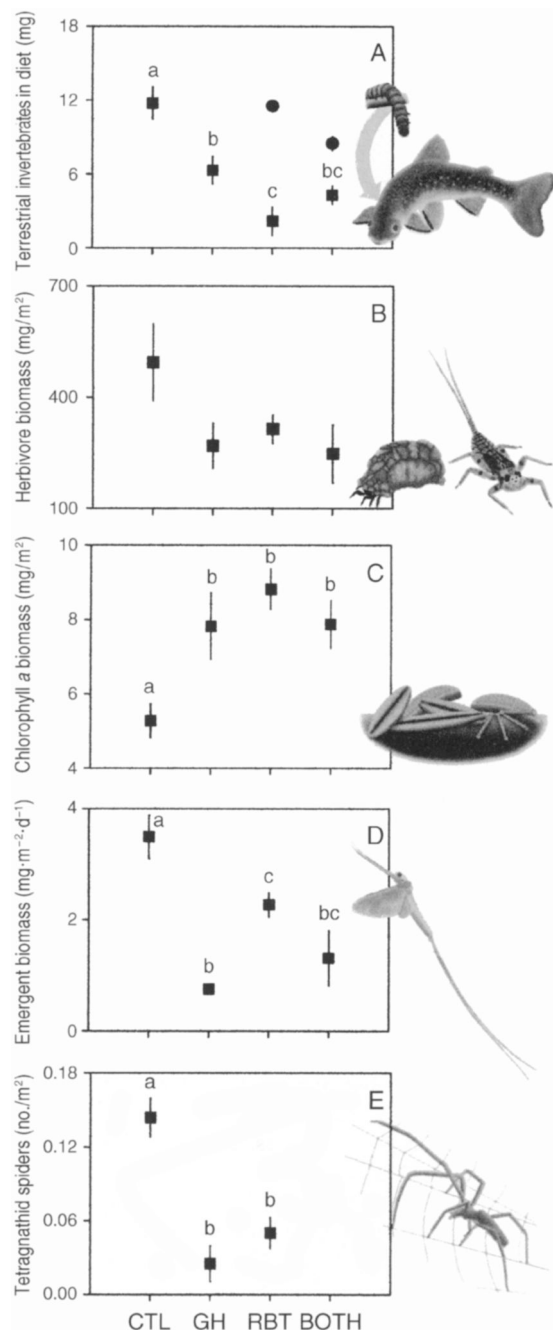 Terrestrial invertebrates in diet (mg)
18
12
6
0
A
a
b
c
bc
Herbivore biomass (mg/m²)
700
400
100
B
Chlorophyll a biomass (mg/m²)
10
8
6
4
C
a
b
b
b
Emergent biomass (mg·m⁻²·d⁻¹)
4
2
0
D
a
b
c
bc
Tetragnathid spiders (no./m²)
0.18
0.12
0.06
0.00
E
a
b
b
CTL GH RBT BOTH